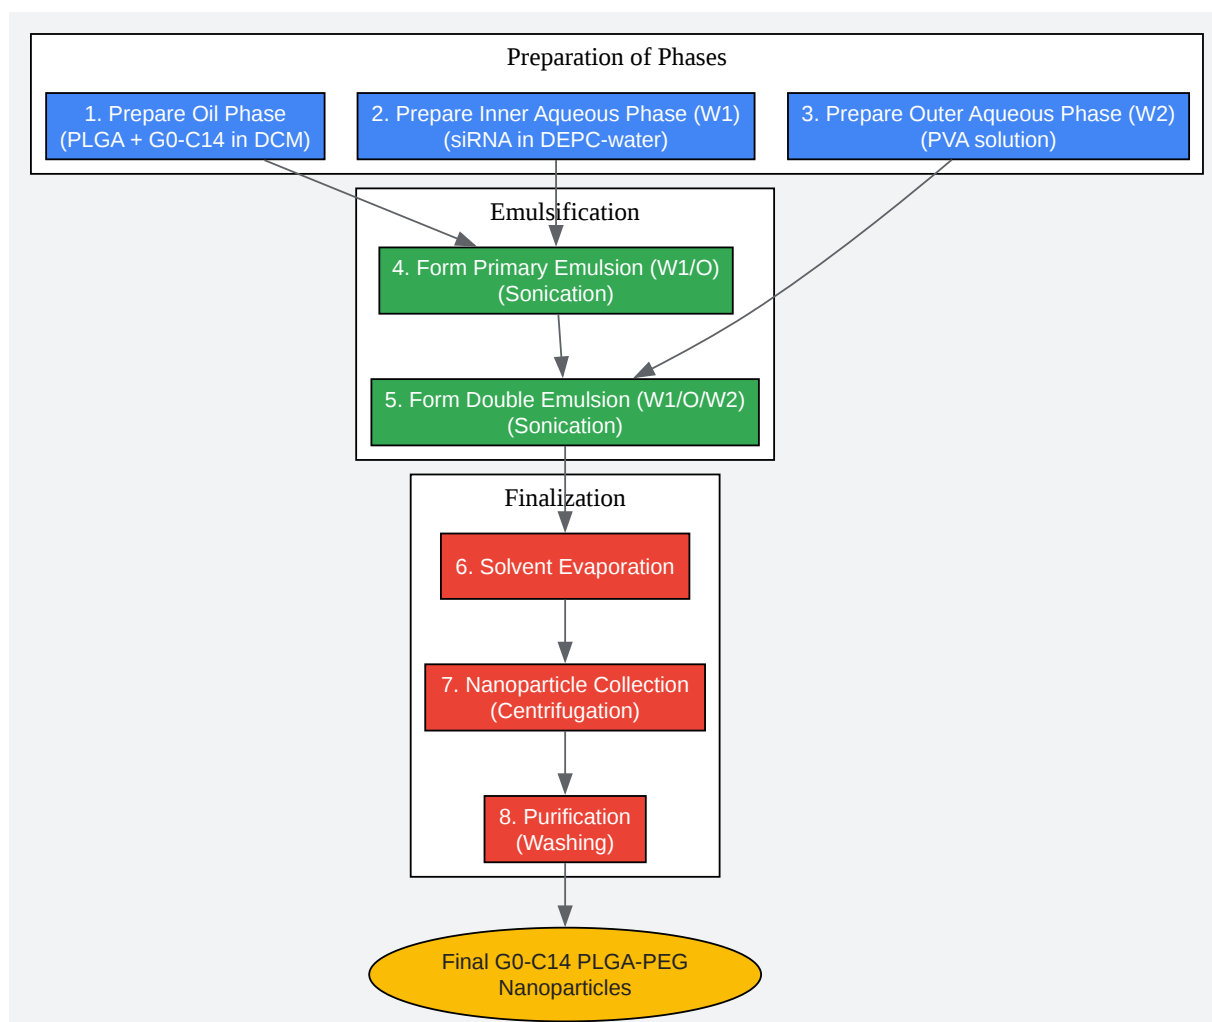 Preparation of Phases
1. Prepare Oil Phase
(PLGA + G0-C14 in DCM)
2. Prepare Inner Aqueous Phase (W1)
(siRNA in DEPC-water)
3. Prepare Outer Aqueous Phase (W2)
(PVA solution)
Emulsification
4. Form Primary Emulsion (W1/O)
(Sonication)
5. Form Double Emulsion (W1/O/W2)
(Sonication)
Finalization
6. Solvent Evaporation
7. Nanoparticle Collection
(Centrifugation)
8. Purification
(Washing)
Final G0-C14 PLGA-PEG
Nanoparticles